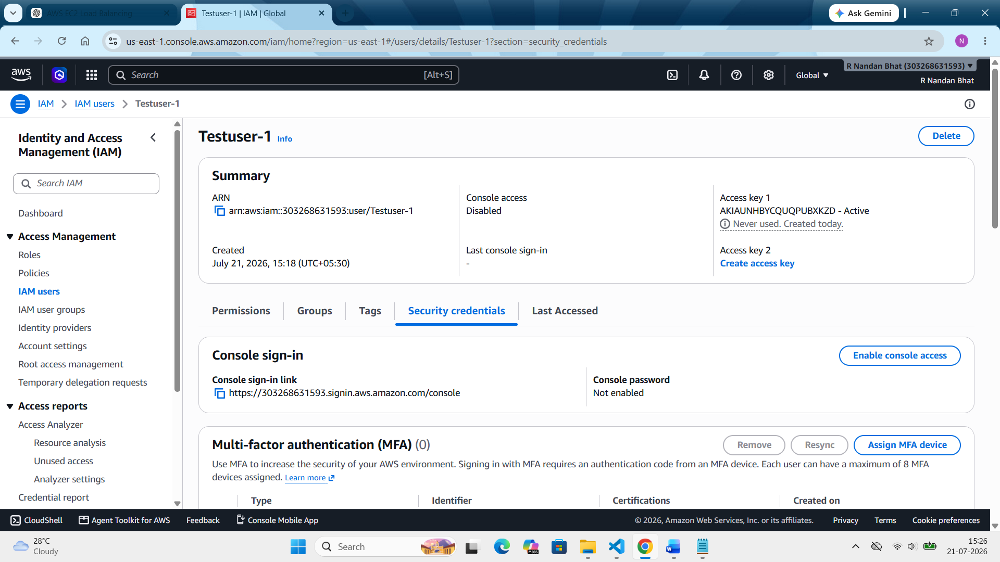 AWS EC2 Load Balancing
Testuser-1 | IAM | Global
Ask Gemini
us-east-1.console.aws.amazon.com/iam/home?region=us-east-1#/users/details/Testuser-1?section=security_credentials
N
aws
Search
[Alt+S]
Global
R Nandan Bhat (303268631593)
R Nandan Bhat
IAM
IAM users
Testuser-1
Identity and Access
Management (IAM)
Search IAM
Dashboard
Access Management
Roles
Policies
IAM users
IAM user groups
Identity providers
Account settings
Root access management
Temporary delegation requests
Access reports
Access Analyzer
Resource analysis
Unused access
Analyzer settings
Credential report
Testuser-1 Info
Delete
Summary
ARN
arn:aws:iam::303268631593:user/Testuser-1
Console access
Disabled
Access key 1
AKIAUNHBYCQUQPUBXKZD - Active
Never used. Created today.
Created
July 21, 2026, 15:18 (UTC+05:30)
Last console sign-in
-
Access key 2
Create access key
Permissions
Groups
Tags
Security credentials
Last Accessed
Console sign-in
Enable console access
Console sign-in link
https://303268631593.signin.aws.amazon.com/console
Console password
Not enabled
Multi-factor authentication (MFA) (0)
Remove
Resync
Assign MFA device
Use MFA to increase the security of your AWS environment. Signing in with MFA requires an authentication code from an MFA device. Each user can have a maximum of 8 MFA
devices assigned. Learn more
Type
Identifier
Certifications
Created on
CloudShell
Agent Toolkit for AWS
Feedback
Console Mobile App
© 2026, Amazon Web Services, Inc. or its affiliates.
Privacy
Terms
Cookie preferences
28°C
Cloudy
Search
M365
W
15:26
21-07-2026